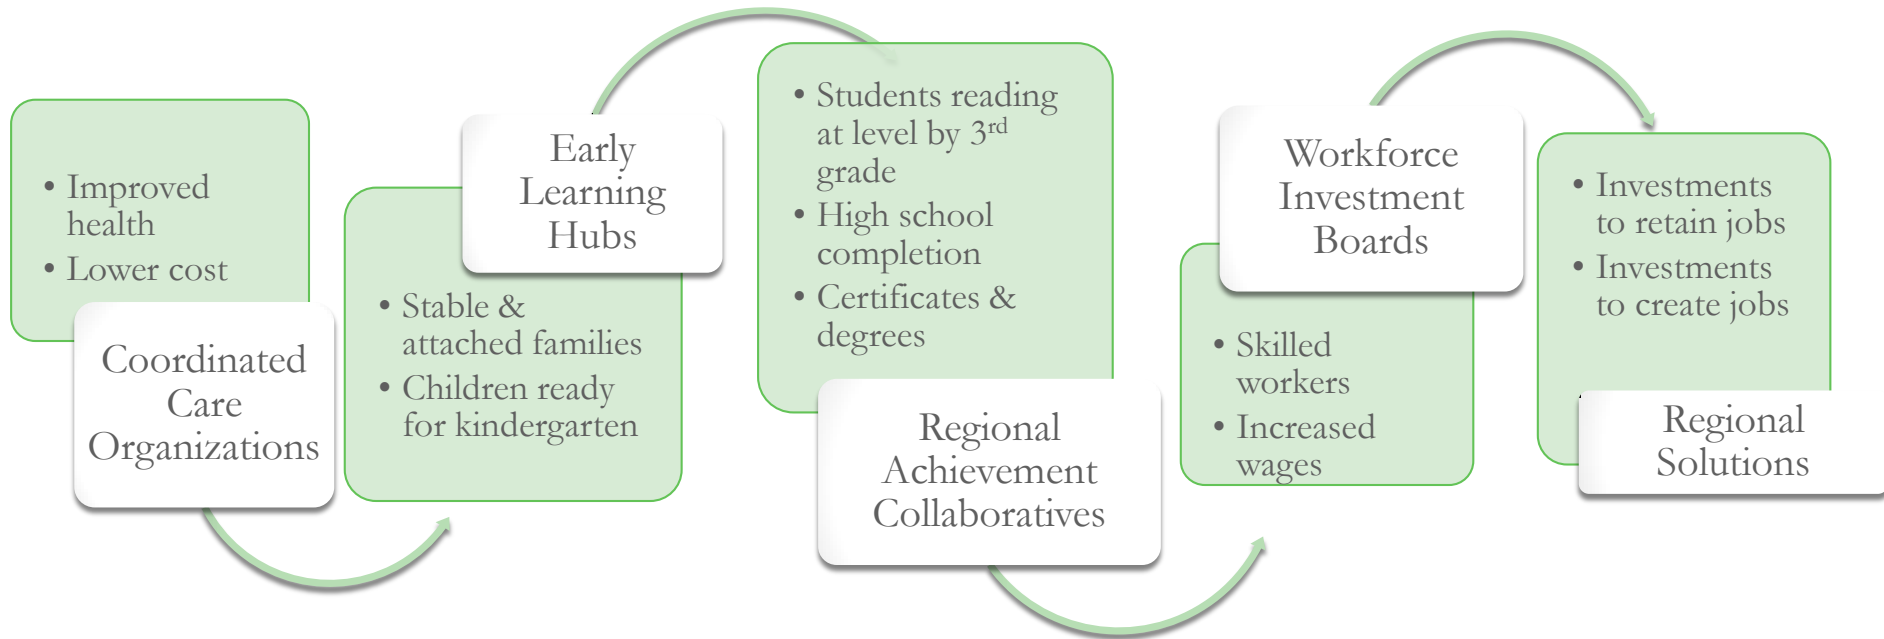 • Improved
health
• Lower cost
Coordinated
Care
Organizations
Early
Learning
Hubs
• Stable &
attached families
• Children ready
for kindergarten
• Students reading
at level by 3rd
grade
• High school
completion
• Certificates &
degrees
Regional
Achievement
Collaboratives
Workforce
Investment
Boards
• Skilled
workers
• Increased
wages
• Investments
to retain jobs
• Investments
to create jobs
Regional
Solutions